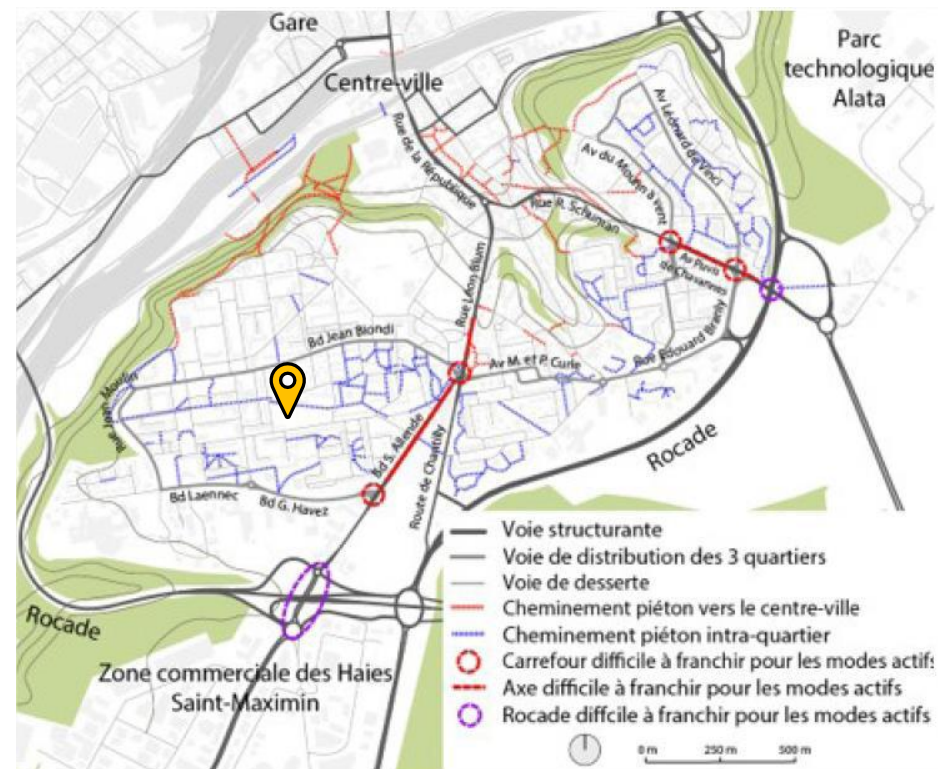 Gare
Parc
technologique
Alata
Centre-ville
Rue de la République
Av Léonard de Vinci
Av du Moulin à vent
Rue R. Schuman
Av Puvis
de Chavannes
Rue Léon Blum
Bd Jean Biondi
Av M. et P. Curie
Rue Edouard Branly
Rue Jean Moulin
Bd S. Allende
Route de Chantilly
Rocade
Bd Laennec
Bd G. Havez
Rocade
Zone commerciale des Haies
Saint-Maximin
Voie structurante
Voie de distribution des 3 quartiers
Voie de desserte
Cheminement piéton vers le centre-ville
Cheminement piéton intra-quartier
Carrefour difficile à franchir pour les modes actifs
Axe difficile à franchir pour les modes actifs
Rocade diffcile à franchir pour les modes actifs
0 m 250 m 500 m